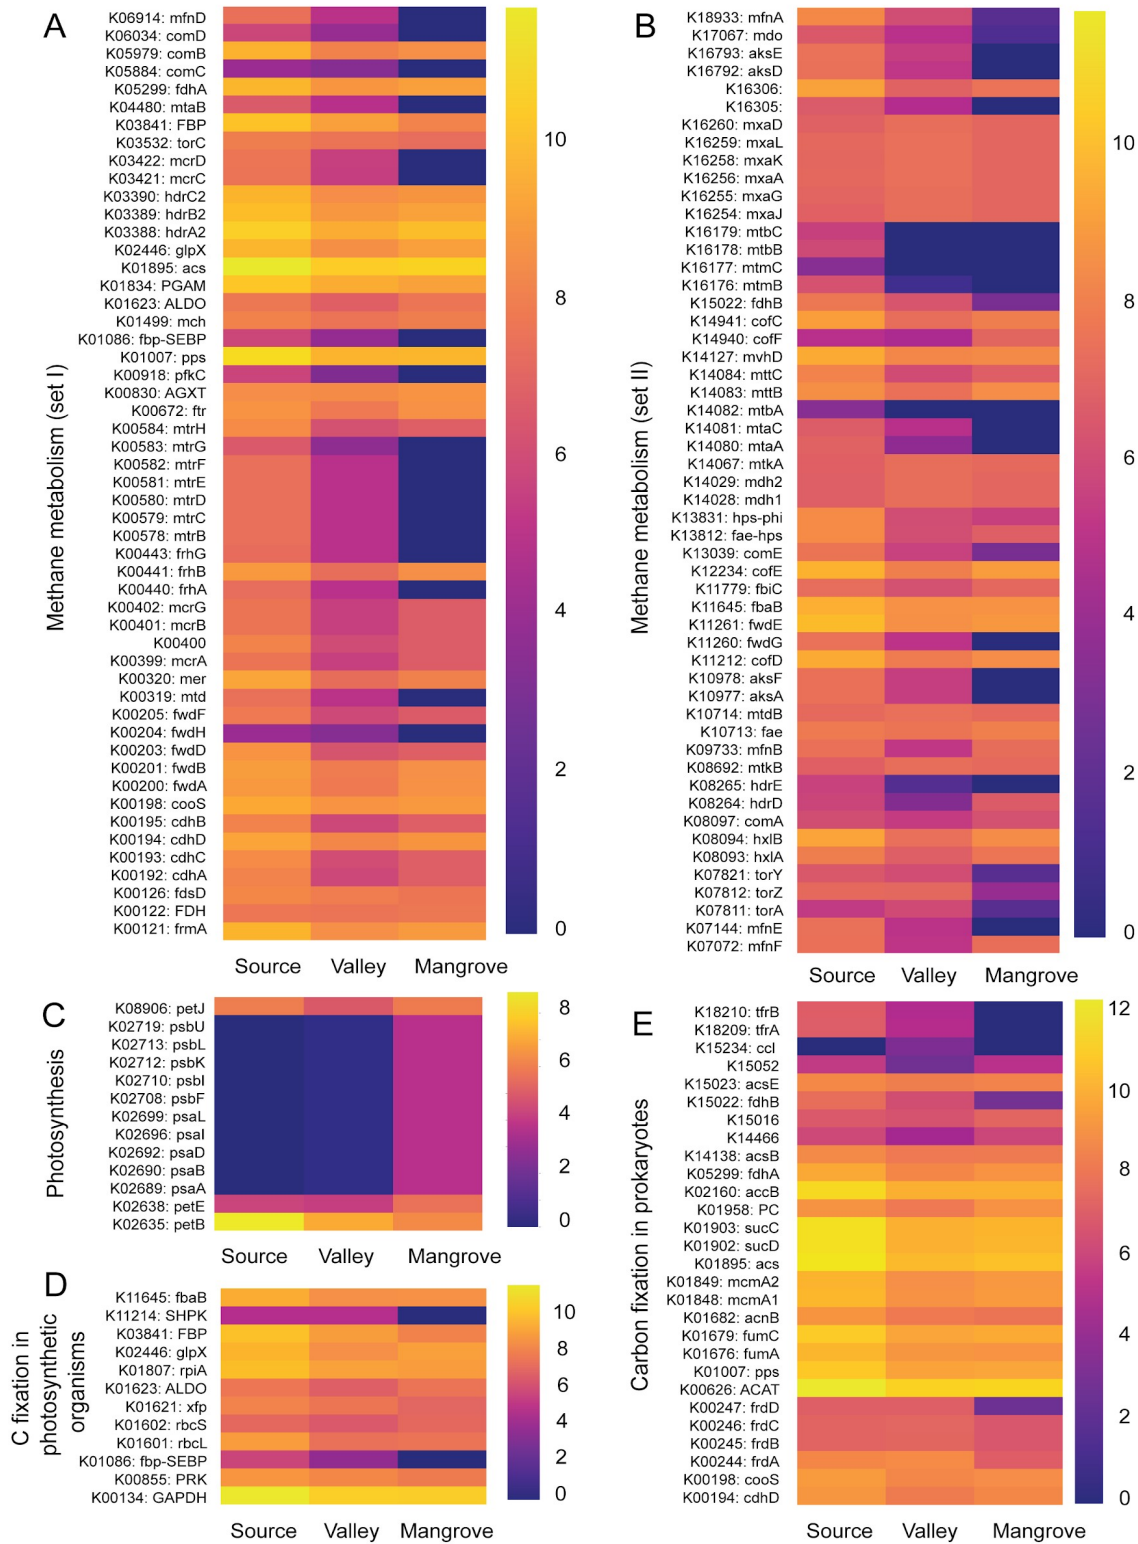 A
Methane metabolism (set I)
K06914: mfnD
K06034: comD
K05979: comB
K05884: comC
K05299: fdhA
K04480: mtaB
K03841: FBP
K03532: torC
K03422: mcrD
K03421: mcrC
K03390: hdrC2
K03389: hdrB2
K03388: hdrA2
K02446: glpX
K01895: acs
K01834: PGAM
K01623: ALDO
K01499: mch
K01086: fbp-SEBP
K01007: pps
K00918: pfkC
K00830: AGXT
K00672: ftr
K00584: mtrH
K00583: mtrG
K00582: mtrF
K00581: mtrE
K00580: mtrD
K00579: mtrC
K00578: mtrB
K00443: frhG
K00441: frhB
K00440: frhA
K00402: mcrG
K00401: mcrB
K00400
K00399: mcrA
K00320: mer
K00319: mtd
K00205: fwdF
K00204: fwdH
K00203: fwdD
K00201: fwdB
K00200: fwdA
K00198: cooS
K00195: cdhB
K00194: cdhD
K00193: cdhC
K00192: cdhA
K00126: fdsD
K00122: FDH
K00121: frmA
10
8
6
4
2
0
Source Valley Mangrove
B
Methane metabolism (set II)
K18933: mfnA
K17067: mdo
K16793: aksE
K16792: aksD
K16306:
K16305:
K16260: mxaD
K16259: mxaL
K16258: mxaK
K16256: mxaA
K16255: mxaG
K16254: mxaJ
K16179: mtbC
K16178: mtbB
K16177: mtmC
K16176: mtmB
K15022: fdhB
K14941: cofC
K14940: cofF
K14127: mvhD
K14084: mttC
K14083: mttB
K14082: mtbA
K14081: mtaC
K14080: mtaA
K14067: mtkA
K14029: mdh2
K14028: mdh1
K13831: hps-phi
K13812: fae-hps
K13039: comE
K12234: cofE
K11779: fbiC
K11645: fbaB
K11261: fwdE
K11260: fwdG
K11212: cofD
K10978: aksF
K10977: aksA
K10714: mtdB
K10713: fae
K09733: mfnB
K08692: mtkB
K08265: hdrE
K08264: hdrD
K08097: comA
K08094: hxlB
K08093: hxlA
K07821: torY
K07812: torZ
K07811: torA
K07144: mfnE
K07072: mfnF
10
8
6
4
2
0
Source Valley Mangrove
C
Photosynthesis
K08906: petJ
K02719: psbU
K02713: psbL
K02712: psbK
K02710: psbI
K02708: psbF
K02699: psaL
K02696: psaI
K02692: psaD
K02690: psaB
K02689: psaA
K02638: petE
K02635: petB
8
6
4
2
0
Source Valley Mangrove
D
C fixation in
photosynthetic
organisms
K11645: fbaB
K11214: SHPK
K03841: FBP
K02446: glpX
K01807: rpiA
K01623: ALDO
K01621: xfp
K01602: rbcS
K01601: rbcL
K01086: fbp-SEBP
K00855: PRK
K00134: GAPDH
10
8
6
4
2
0
Source Valley Mangrove
E
Carbon fixation in prokaryotes
K18210: tfrB
K18209: tfrA
K15234: ccl
K15052
K15023: acsE
K15022: fdhB
K15016
K14466
K14138: acsB
K05299: fdhA
K02160: accB
K01958: PC
K01903: sucC
K01902: sucD
K01895: acs
K01849: mcmA2
K01848: mcmA1
K01682: acnB
K01679: fumC
K01676: fumA
K01007: pps
K00626: ACAT
K00247: frdD
K00246: frdC
K00245: frdB
K00244: frdA
K00198: cooS
K00194: cdhD
12
10
8
6
4
2
0
Source Valley Mangrove